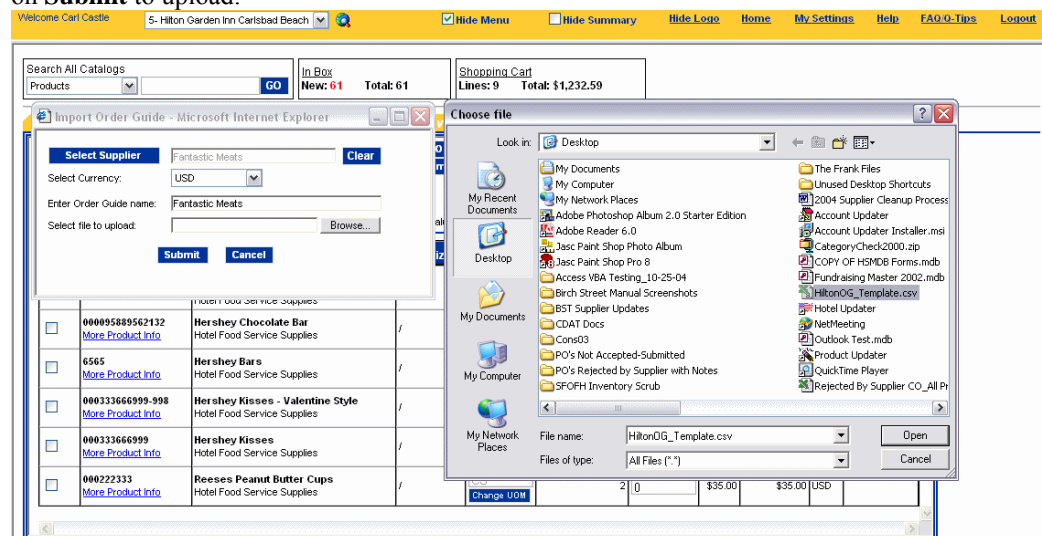 on Submit to upload.
Welcome Carl Castle 5- Hilton Garden Inn Carlsbad Beach Hide Menu Hide Summary Hide Logo Home My Settings Help FAQ/Q-Tips Logout
Search All Catalogs
Products GO
In Box
New: 61 Total: 61
Shopping Cart
Lines: 9 Total: $1,232.59
Import Order Guide - Microsoft Internet Explorer
Select Supplier Fantastic Meats Clear
Select Currency: USD
Enter Order Guide name: Fantastic Meats
Select file to upload: Browse...
Submit Cancel
Choose file
Look in: Desktop
My Recent Documents
Desktop
My Documents
My Computer
My Network Places
My Documents
My Computer
My Network Places
Adobe Photoshop Album 2.0 Starter Edition
Adobe Reader 6.0
Jasc Paint Shop Photo Album
Jasc Paint Shop Pro 8
Access VBA Testing_10-25-04
Birch Street Manual Screenshots
BST Supplier Updates
CDAT Docs
Cons03
PO's Not Accepted-Submitted
PO's Rejected by Supplier with Notes
SFOFH Inventory Scrub
The Frank Files
Unused Desktop Shortcuts
2004 Supplier Cleanup Process
Account Updater
Account Updater Installer.msi
CategoryCheck2000.zip
COPY OF HSMDB Forms.mdb
Fundraising Master 2002.mdb
HiltonOG_Template.csv
Hotel Updater
NetMeeting
Outlook Test.mdb
Product Updater
QuickTime Player
Rejected By Supplier CO_All Pr
File name: HiltonOG_Template.csv Open
Files of type: All Files (*.*) Cancel
Hotel Food Service Supplies
000095889562132 Hershey Chocolate Bar /
More Product Info Hotel Food Service Supplies
6565 Hershey Bars /
More Product Info Hotel Food Service Supplies
000333666999-998 Hershey Kisses - Valentine Style /
More Product Info Hotel Food Service Supplies
000333666999 Hershey Kisses /
More Product Info Hotel Food Service Supplies
000222333 Reeses Peanut Butter Cups / 2 0 $35.00 $35.00 USD
More Product Info Hotel Food Service Supplies Change UOM